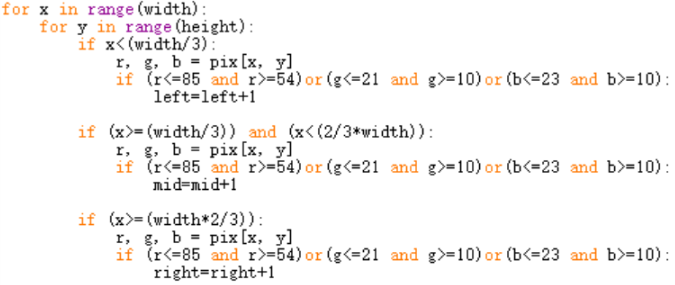 for x in range(width):
    for y in range(height):
        if x<(width/3):
            r, g, b = pix[x, y]
            if (r<=85 and r>=54)or(g<=21 and g>=10)or(b<=23 and b>=10):
                left=left+1
        if (x>=(width/3)) and (x<(2/3*width)):
            r, g, b = pix[x, y]
            if (r<=85 and r>=54)or(g<=21 and g>=10)or(b<=23 and b>=10):
                mid=mid+1
        if (x>=(width*2/3)):
            r, g, b = pix[x, y]
            if (r<=85 and r>=54)or(g<=21 and g>=10)or(b<=23 and b>=10):
                right=right+1